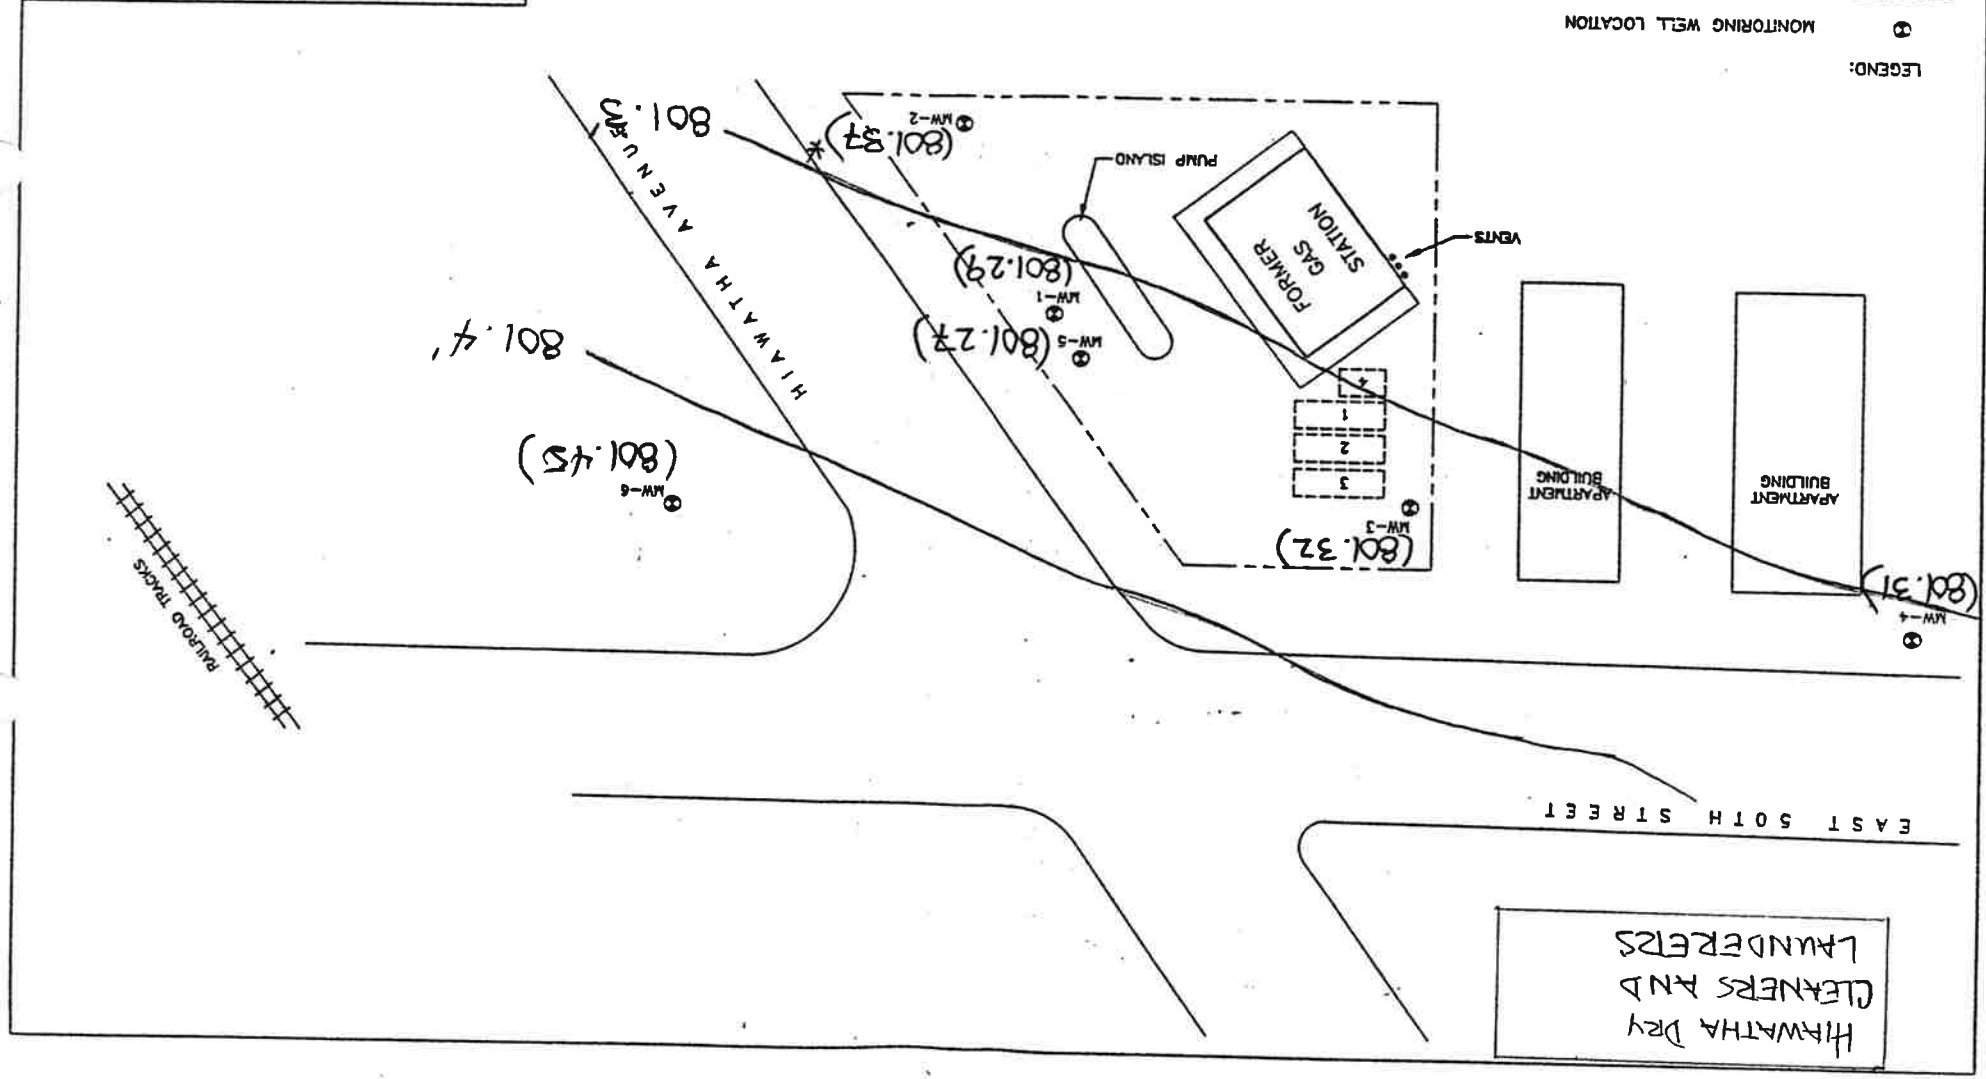 HIAWATHA DRY
CLEANERS AND
LAUNDERERS
EAST 50TH STREET
RAILROAD TRACKS
MW-4
(801.31)
APARTMENT
BUILDING
APARTMENT
BUILDING
MW-3
(801.32)
3
2
1
4
MW-6
(801.45)
801.4'
HIAWATHA AVENUE
MW-5
(801.27)
MW-1
(801.29)
VENTS
FORMER
GAS
STATION
PUMP ISLAND
801.3
*
(801.37)
MW-2
LEGEND:
MONITORING WELL LOCATION